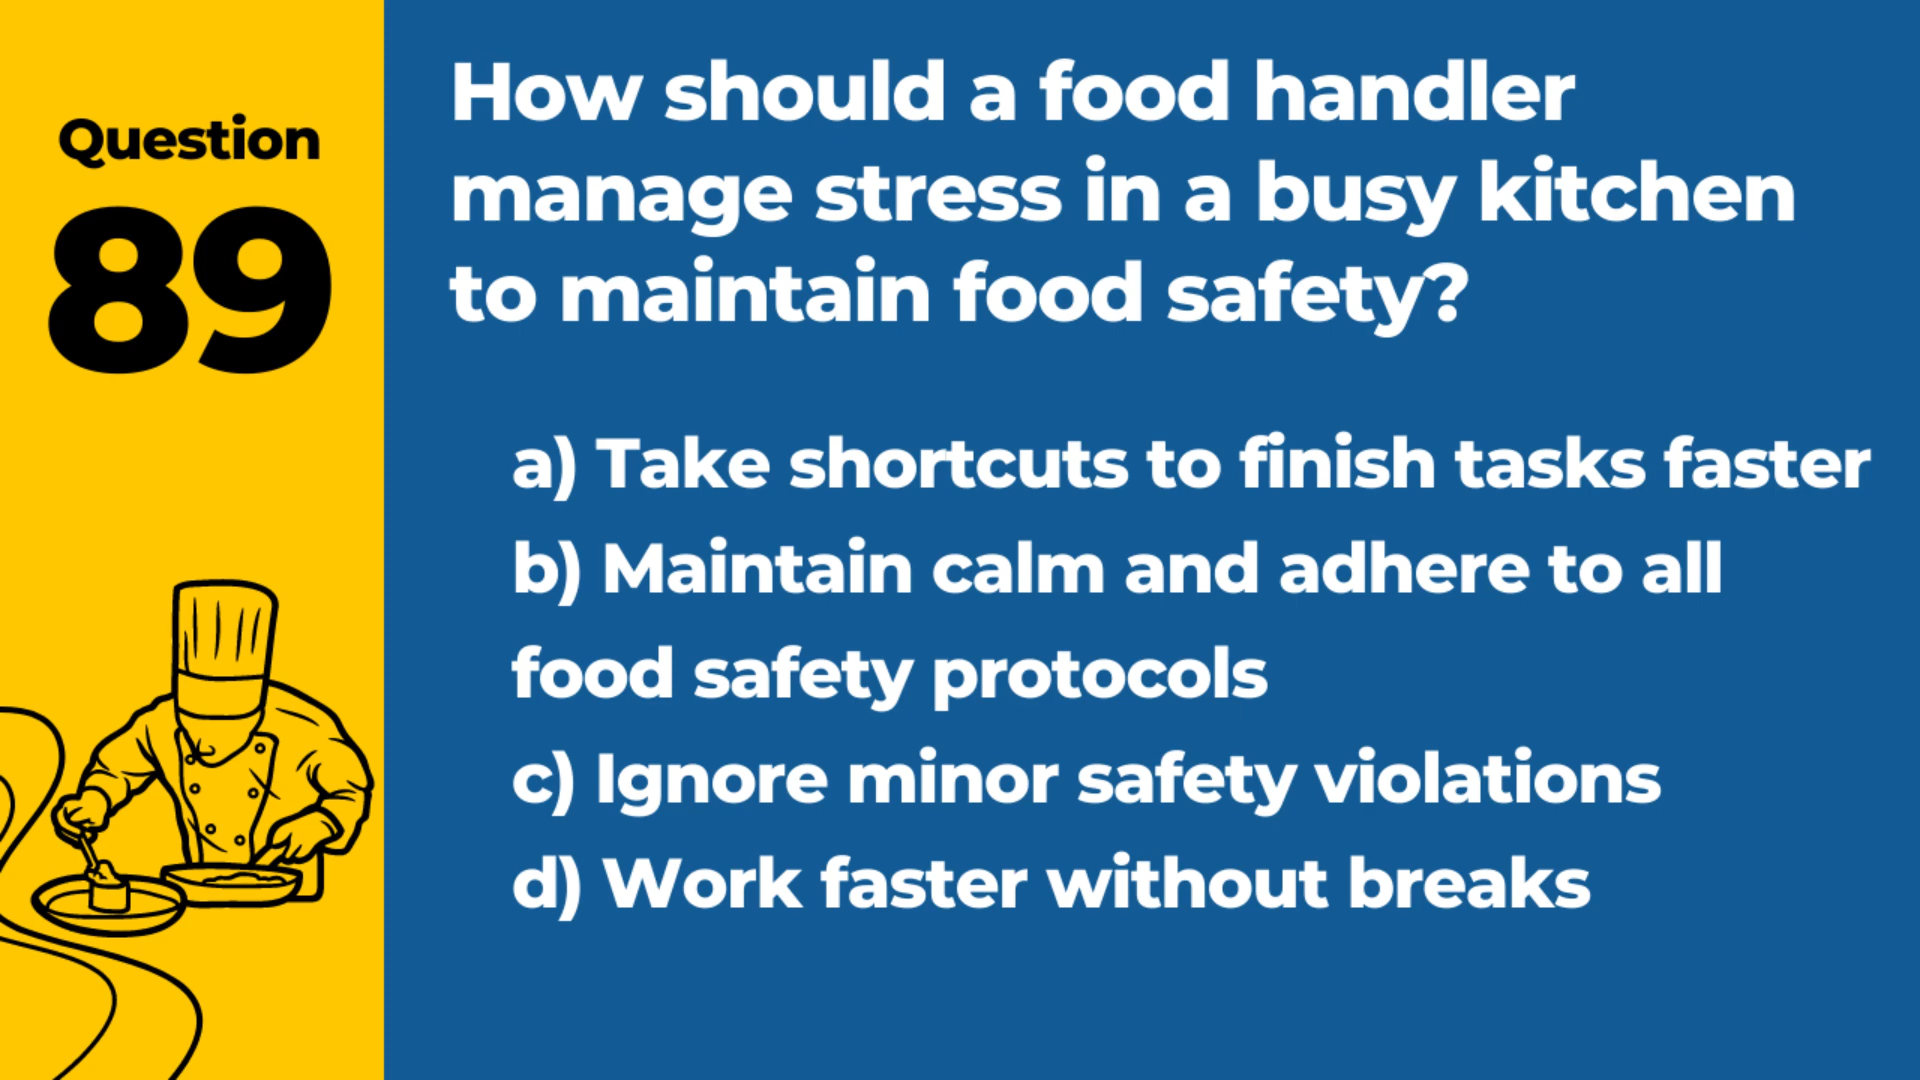 Question
89
How should a food handler
manage stress in a busy kitchen
to maintain food safety?
a) Take shortcuts to finish tasks faster
b) Maintain calm and adhere to all
food safety protocols
c) Ignore minor safety violations
d) Work faster without breaks